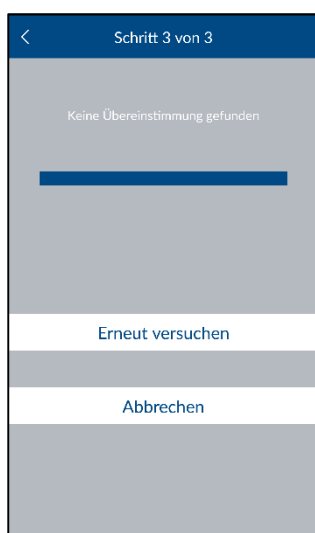 Schritt 3 von 3
Keine Übereinstimmung gefunden
Erneut versuchen
Abbrechen